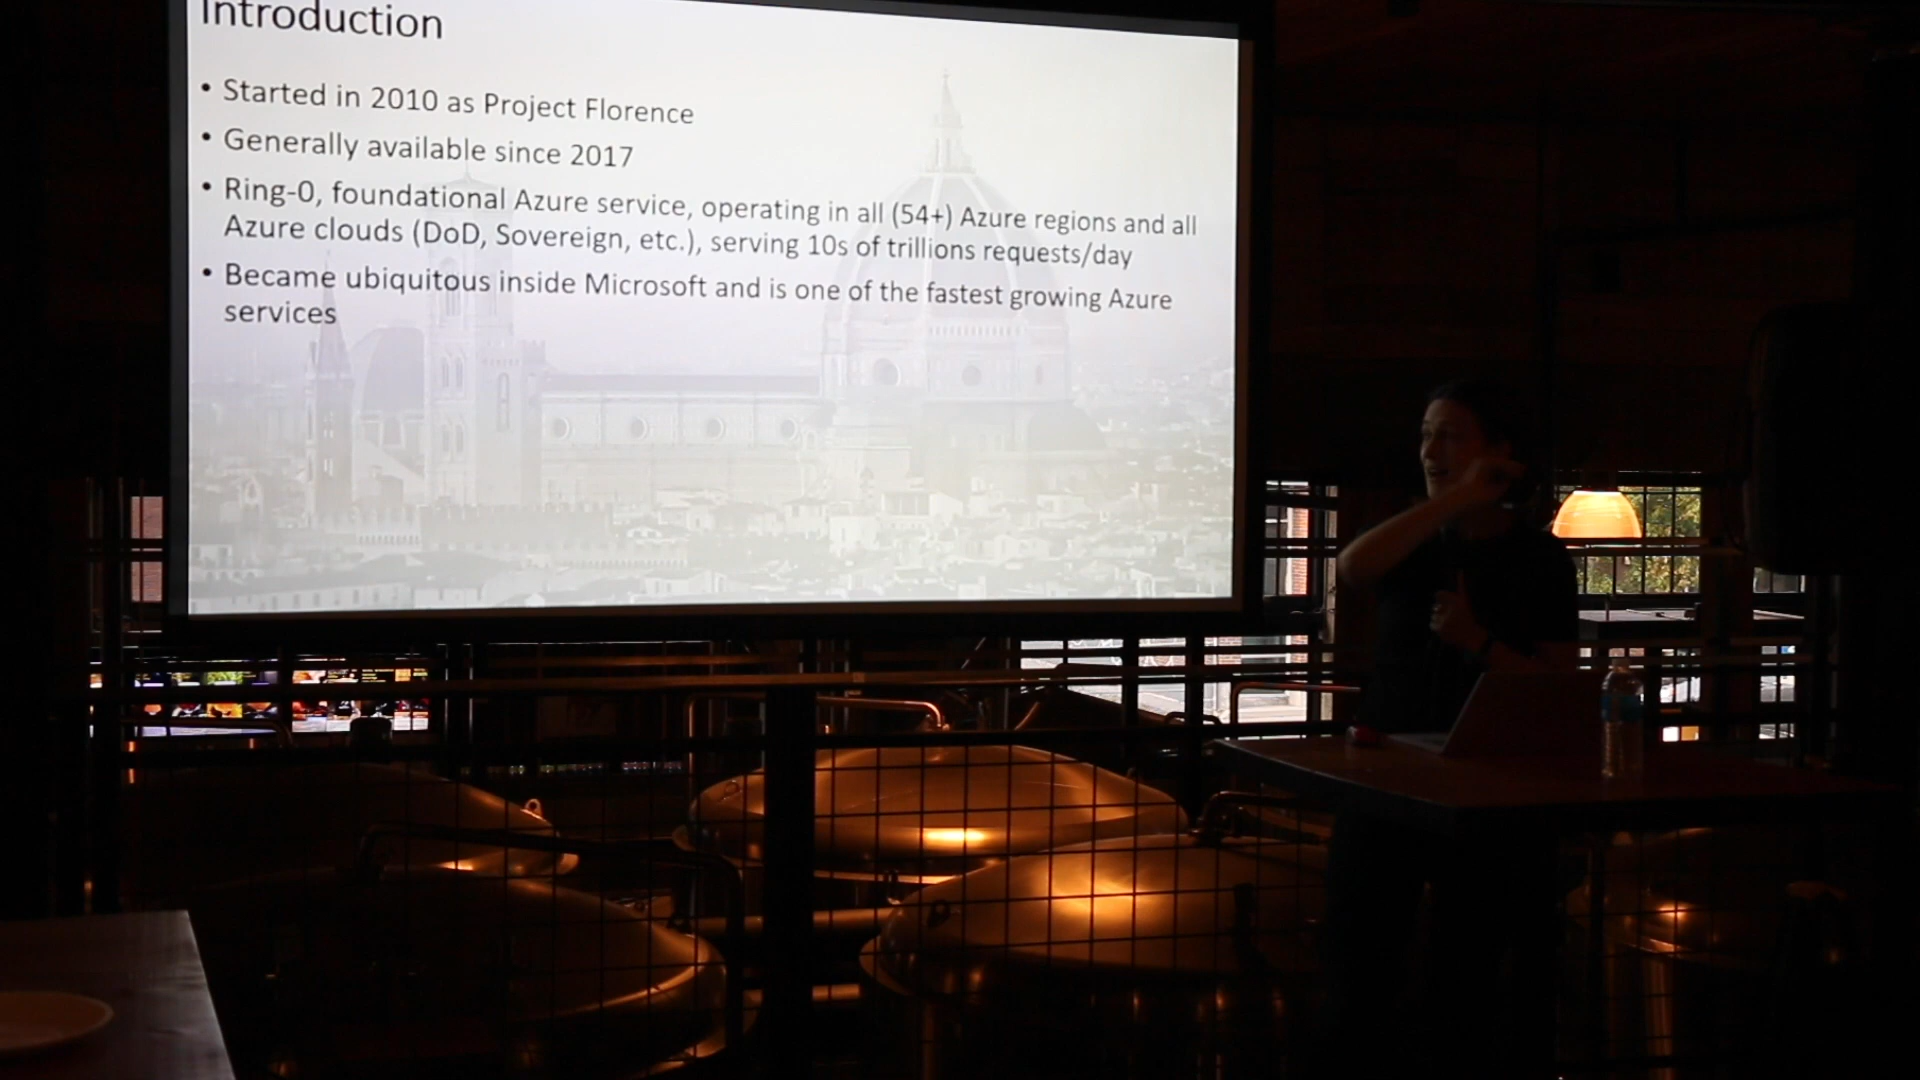 Introduction
• Started in 2010 as Project Florence
• Generally available since 2017
• Ring-0, foundational Azure service, operating in all (54+) Azure regions and all
Azure clouds (DoD, Sovereign, etc.), serving 10s of trillions requests/day
• Became ubiquitous inside Microsoft and is one of the fastest growing Azure
services